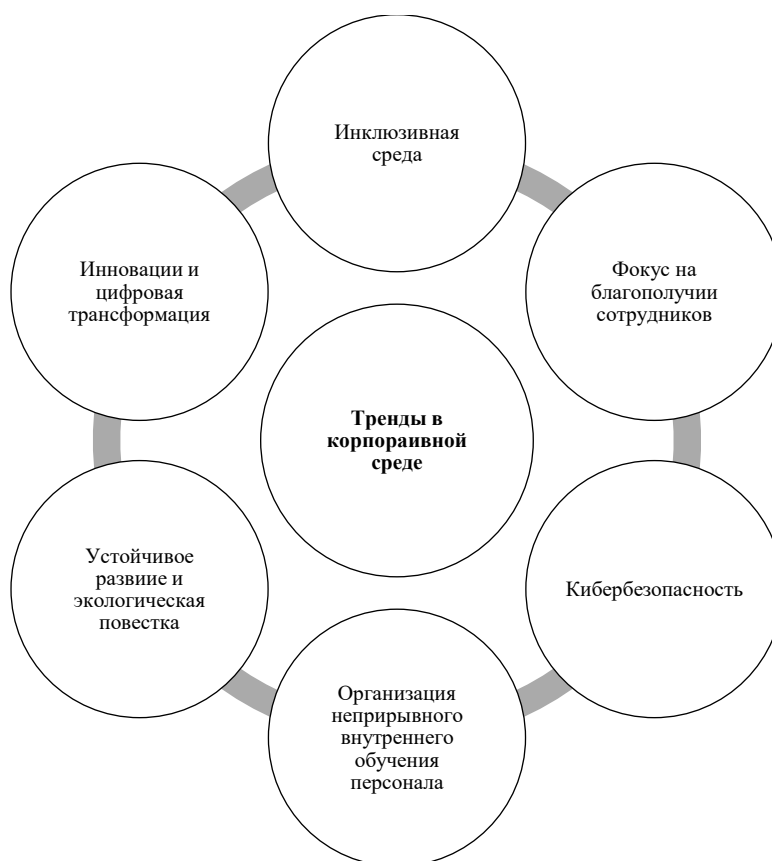 Инклюзивная
среда
Инновации и
цифровая
трансформация
Фокус на
благополучии
сотрудников
Тренды в
корпораивной
среде
Устойчивое
развиие и
экологическая
повестка
Кибербезопасность
Организация
неприрывного
внутреннего
обучения
персонала